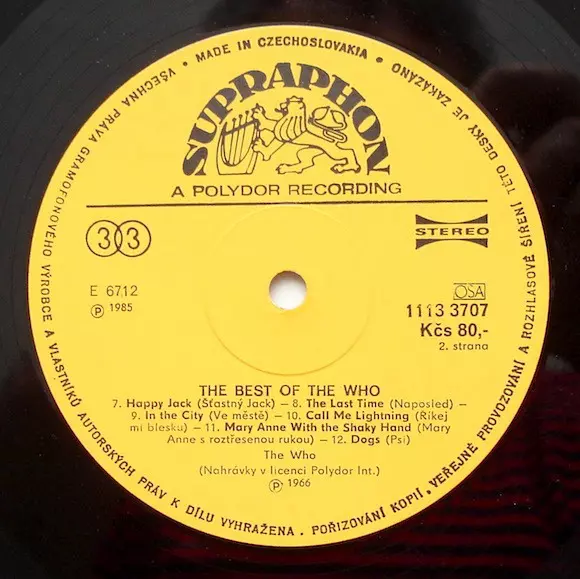 VŠECHNA PRÁVA GRAMOFONOVÉHO VÝROBCE A VLASTNÍKŮ AUTORSKÝCH PRÁV K DÍLU VYHRAŽENA . POŘIZOVÁNÍ KOPIÍ , VEŘEJNÉ PROVOZOVÁNÍ A ROZHLASOVÉ ŠÍŘENÍ TÉTO DESKY JE ZAKÁZÁNO • MADE IN CZECHOSLOVAKIA •
SUPRAPHON
A POLYDOR RECORDING
33
STEREO
E 6712
Ⓟ 1985
OSA
1113 3707
Kčs 80,-
2. strana
THE BEST OF THE WHO
7. Happy Jack (Šťastný Jack) – 8. The Last Time (Naposled) –
9. In the City (Ve městě) – 10. Call Me Lightning (Říkej
mi blesku) – 11. Mary Anne With the Shaky Hand (Mary
Anne s roztřesenou rukou) – 12. Dogs (Psi)
The Who
(Nahrávky v licenci Polydor Int.)
Ⓟ 1966